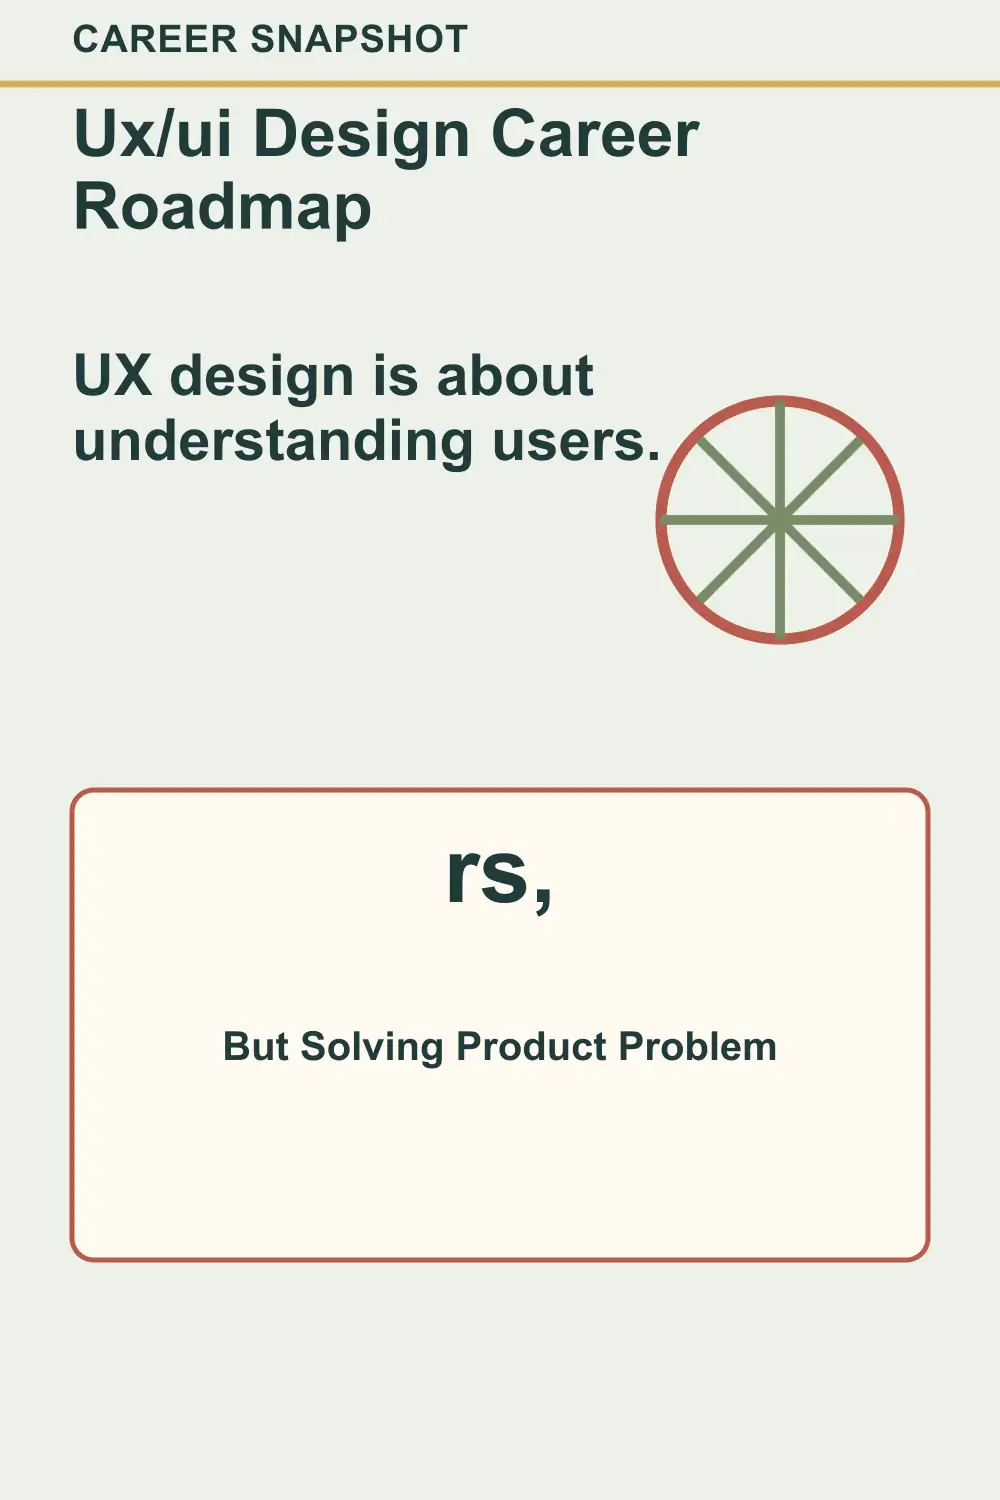 CAREER SNAPSHOT
Ux/ui Design Career
Roadmap
UX design is about
understanding users.
rs,
But Solving Product Problem